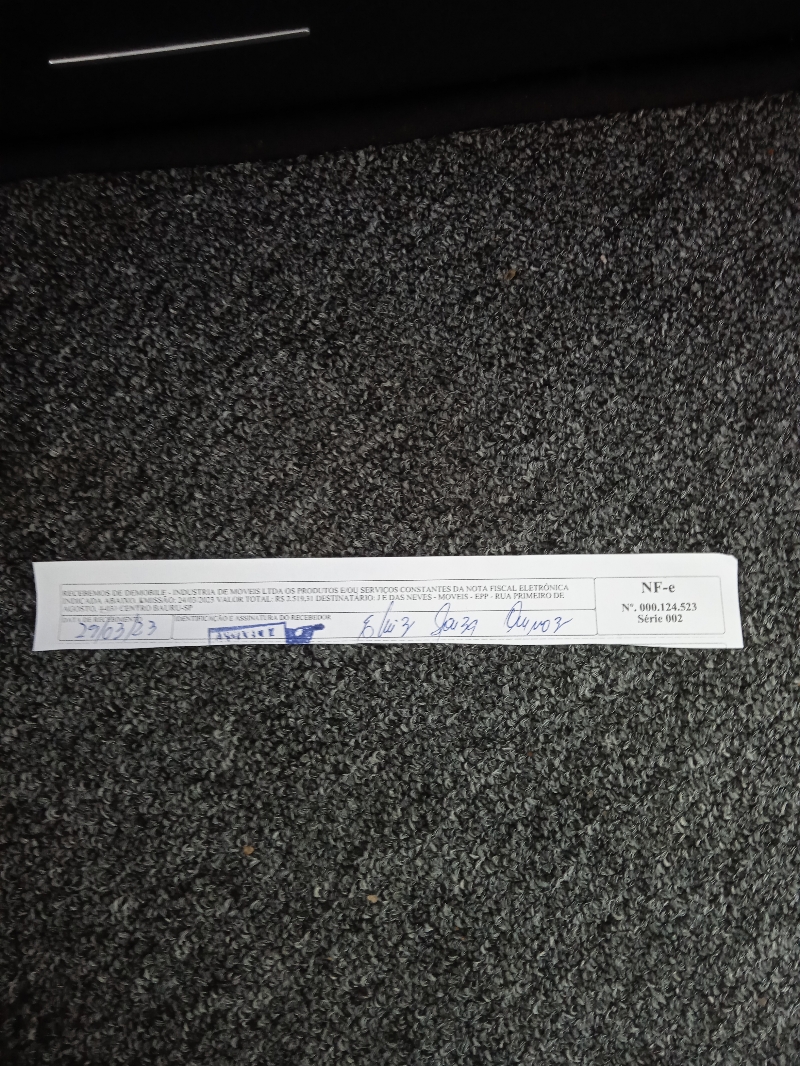 RECEBEMOS DE DEMOBILE - INDUSTRIA DE MOVEIS LTDA OS PRODUTOS E/OU SERVIÇOS CONSTANTES DA NOTA FISCAL ELETRÔNICA
INDICADA ABAIXO. EMISSÃO: 24/03/2023 VALOR TOTAL: R$ 2.519,31 DESTINATÁRIO: J E DAS NEVES - MOVEIS - EPP - RUA PRIMEIRO DE
AGOSTO, CENTRO BAURU-SP
DATA DE RECEBIMENTO
IDENTIFICAÇÃO E ASSINATURA DO RECEBEDOR
29/03/23
NF-e
Nº. 000.124.523
Série 002